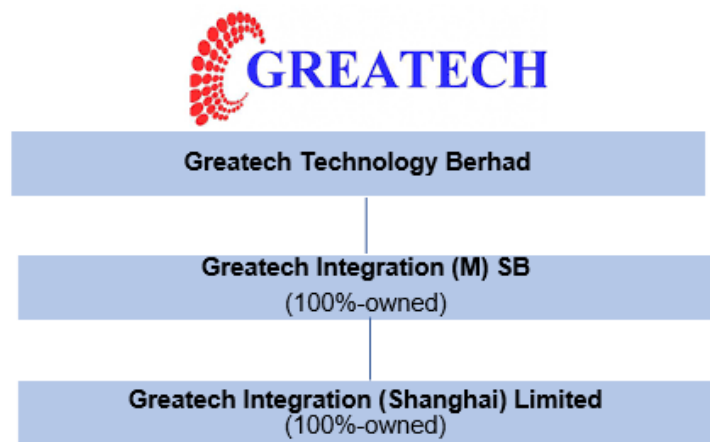 GREATECH
Greatech Technology Berhad
Greatech Integration (M) SB
(100%-owned)
Greatech Integration (Shanghai) Limited
(100%-owned)